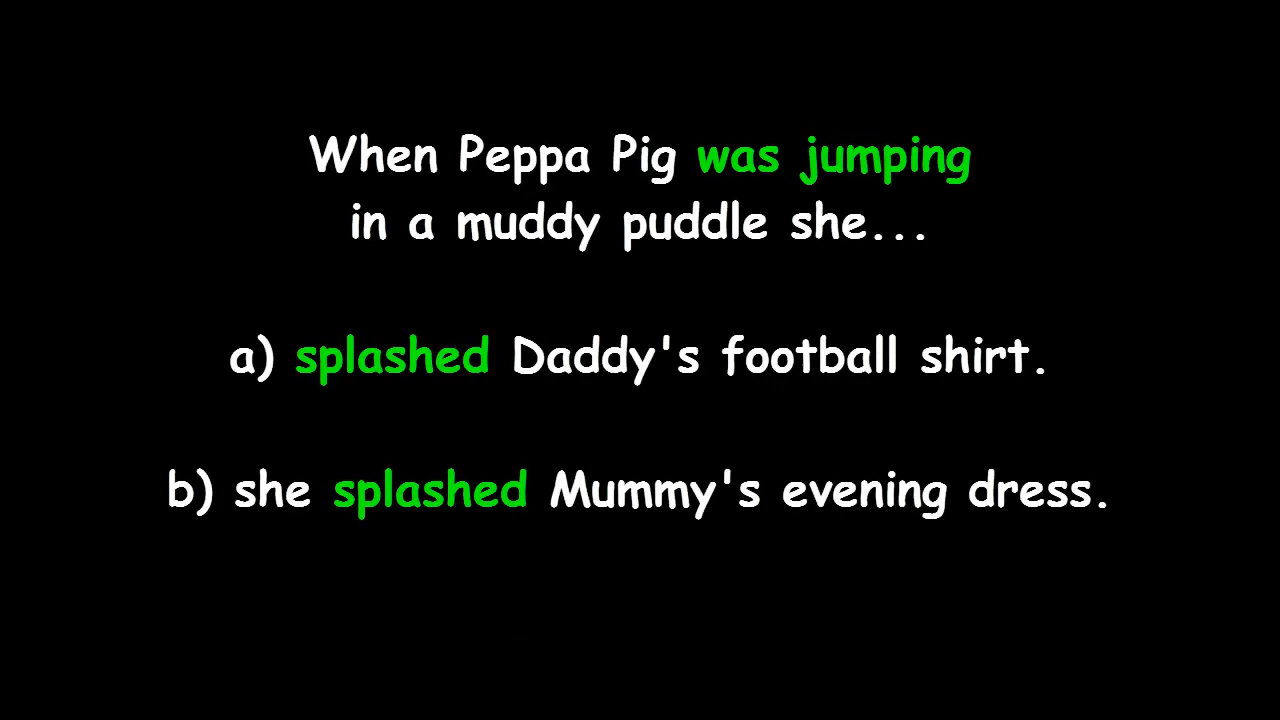 When Peppa Pig was jumping
in a muddy puddle she...
a) splashed Daddy's football shirt.
b) she splashed Mummy's evening dress.